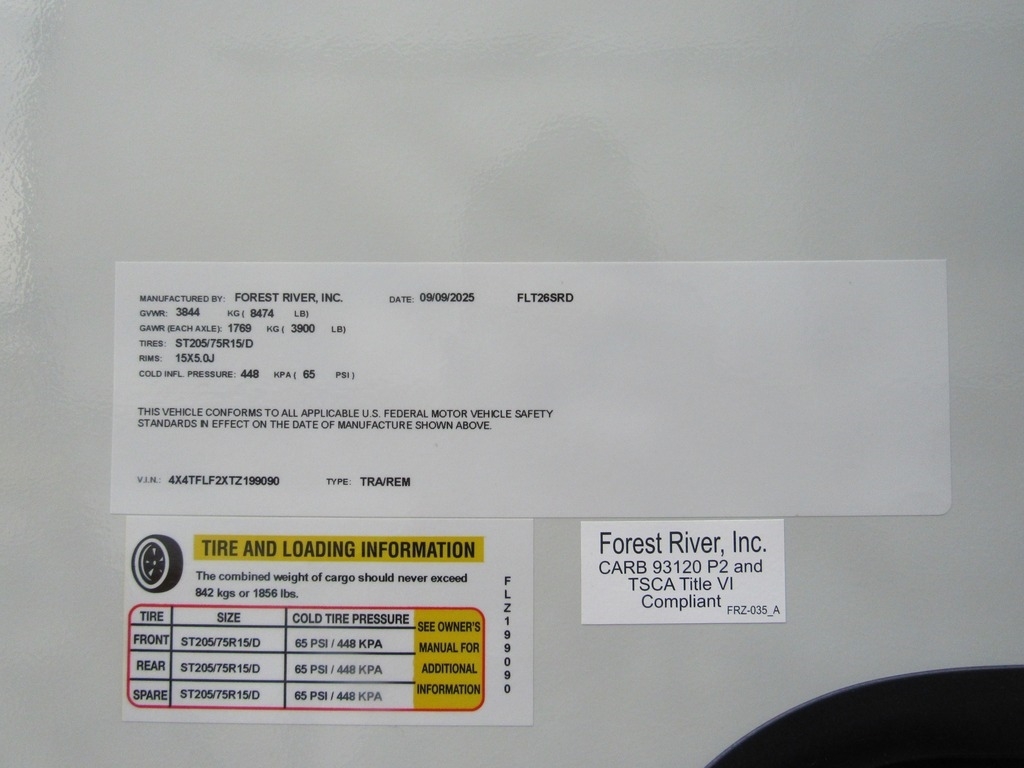 MANUFACTURED BY: FOREST RIVER, INC. DATE: 09/09/2025 FLT26SRD
GVWR: 3844 KG ( 8474 LB)
GAWR (EACH AXLE): 1769 KG ( 3900 LB)
TIRES: ST205/75R15/D
RIMS: 15X5.0J
COLD INFL. PRESSURE: 448 KPA ( 65 PSI )
THIS VEHICLE CONFORMS TO ALL APPLICABLE U.S. FEDERAL MOTOR VEHICLE SAFETY
STANDARDS IN EFFECT ON THE DATE OF MANUFACTURE SHOWN ABOVE.
V.I.N.: 4X4TFLF2XTZ199090 TYPE: TRA/REM
TIRE AND LOADING INFORMATION
The combined weight of cargo should never exceed
842 kgs or 1856 lbs.
TIRE SIZE COLD TIRE PRESSURE
FRONT ST205/75R15/D 65 PSI / 448 KPA
REAR ST205/75R15/D 65 PSI / 448 KPA
SPARE ST205/75R15/D 65 PSI / 448 KPA
SEE OWNER'S
MANUAL FOR
ADDITIONAL
INFORMATION
FLZ199090
Forest River, Inc.
CARB 93120 P2 and
TSCA Title VI
Compliant FRZ-035_A